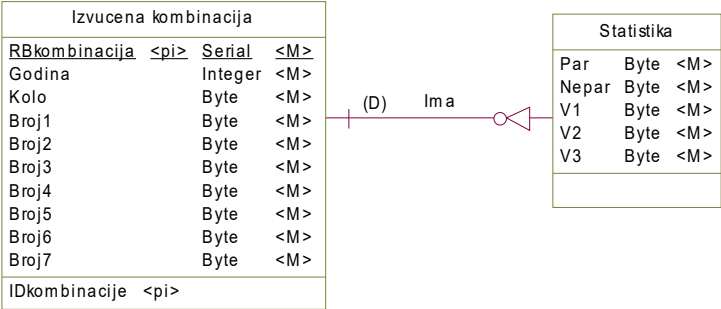 Izvucena kombinacija
RBkombinacija <pi> Serial <M>
Godina Integer <M>
Kolo Byte <M>
Broj1 Byte <M>
Broj2 Byte <M>
Broj3 Byte <M>
Broj4 Byte <M>
Broj5 Byte <M>
Broj6 Byte <M>
Broj7 Byte <M>
IDkombinacije <pi>
(D) Ima
Statistika
Par Byte <M>
Nepar Byte <M>
V1 Byte <M>
V2 Byte <M>
V3 Byte <M>